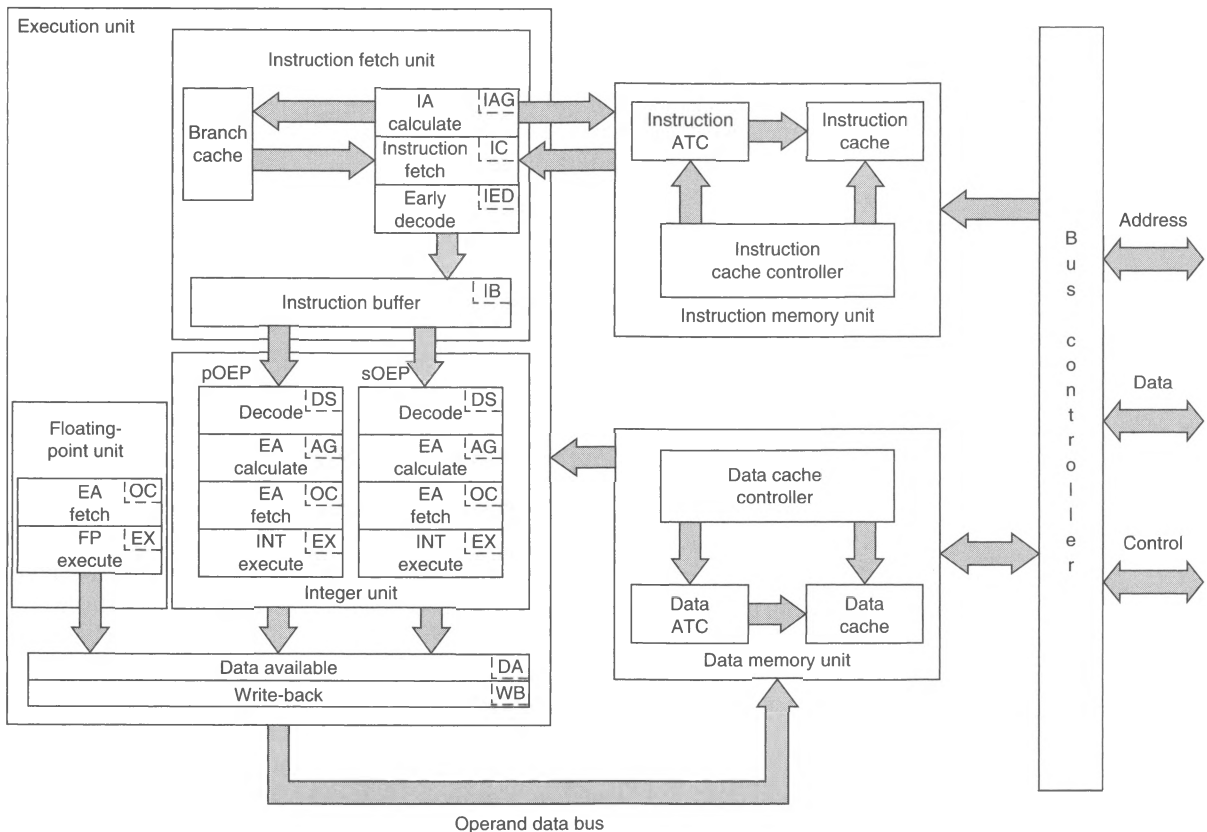 Execution unit
Instruction fetch unit
Branch
cache
IA
calculate
IAG
Instruction
fetch
IC
Early
decode
IED
Instruction buffer
IB
pOEP
sOEP
Decode
DS
EA
calculate
AG
EA
fetch
OC
INT
execute
EX
Decode
DS
EA
calculate
AG
EA
fetch
OC
INT
execute
EX
Integer unit
Floating-
point unit
EA
fetch
OC
FP
execute
EX
Data available
DA
Write-back
WB
Instruction
ATC
Instruction
cache
Instruction
cache controller
Instruction memory unit
Data cache
controller
Data
ATC
Data
cache
Data memory unit
Bus controller
Address
Data
Control
Operand data bus